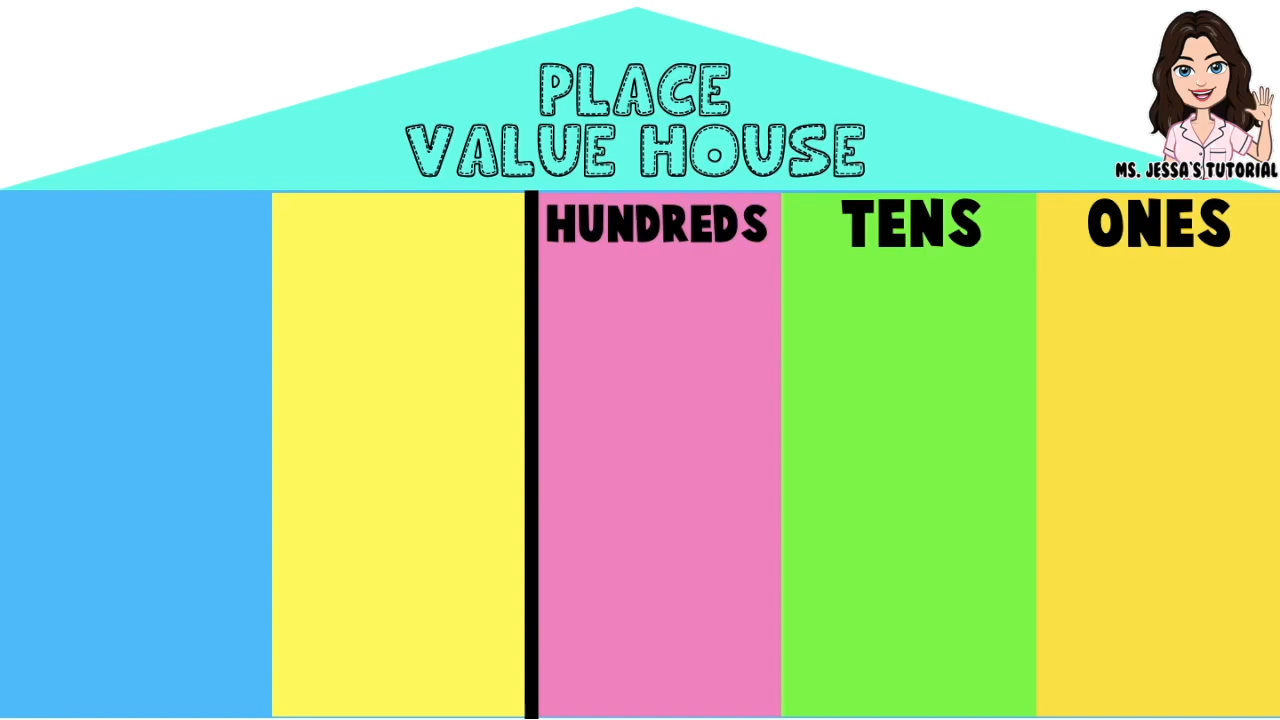 PLACE
VALUE HOUSE
MS. JESSA'S TUTORIAL
HUNDREDS
TENS
ONES